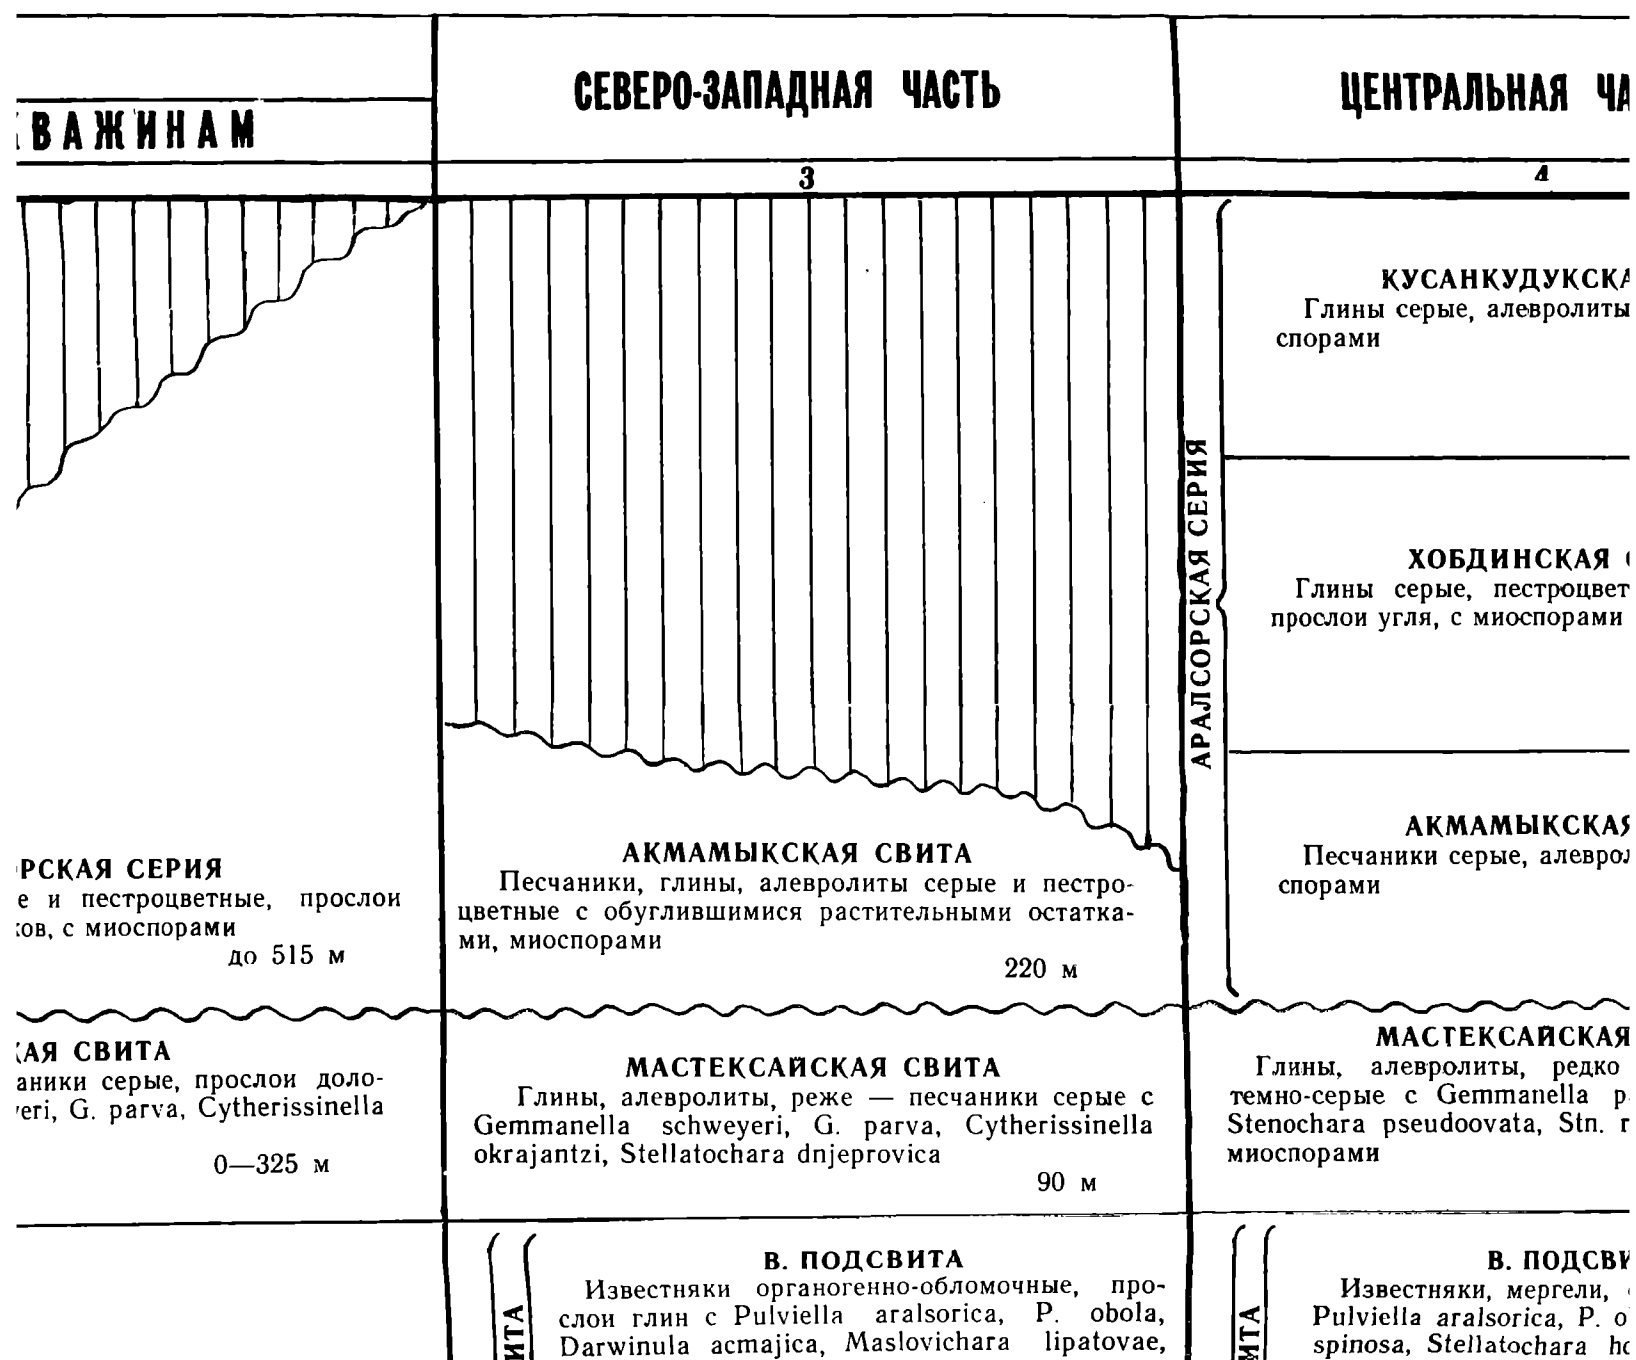 СЕВЕРО-ЗАПАДНАЯ ЧАСТЬ
ЦЕНТРАЛЬНАЯ
ВАЖИНАМ
3
4
КУСАНКУДУКСКА
Глины серые, алевролиты
спорами
АРАЛСОРСКАЯ СЕРИЯ
ХОБДИНСКАЯ
Глины серые, пестроцвет
прослои угля, с миоспорами
АКМАМЫКСКАЯ
Песчаники серые, алевро
спорами
РСКАЯ СЕРИЯ
е и пестроцветные, прослои
ов, с миоспорами
до 515 м
АКМАМЫКСКАЯ СВИТА
Песчаники, глины, алевролиты серые и пестро-
цветные с обуглившимися растительными остатка-
ми, миоспорами
220 м
АЯ СВИТА
аники серые, прослои доло-
eri, G. parva, Cytherissinella
0—325 м
МАСТЕКСАЙСКАЯ СВИТА
Глины, алевролиты, реже — песчаники серые с
Gemmanella schweyeri, G. parva, Cytherissinella
okrajantzi, Stellatochara dnjeprovica
90 м
МАСТЕКСАЙСКАЯ
Глины, алевролиты, редко
темно-серые с Gemmanella p
Stenochara pseudoovata, Stn.
миоспорами
В. ПОДСВИТА
Известняки органогенно-обломочные, про-
слои глин с Pulviella aralsorica, P. obola,
Darwinula acmajica, Maslovichara lipatovae,
ИТА
В. ПОДСВИ
Известняки, мергели,
Pulviella aralsorica, P. o
spinosa, Stellatochara ho
ИТА